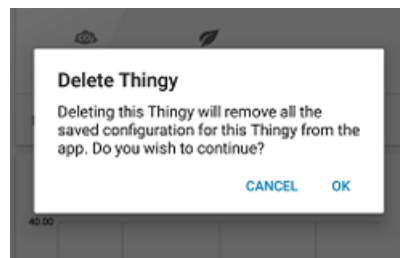 Delete Thingy
Deleting this Thingy will remove all the
saved configuration for this Thingy from the
app. Do you wish to continue?
CANCEL OK
40.00